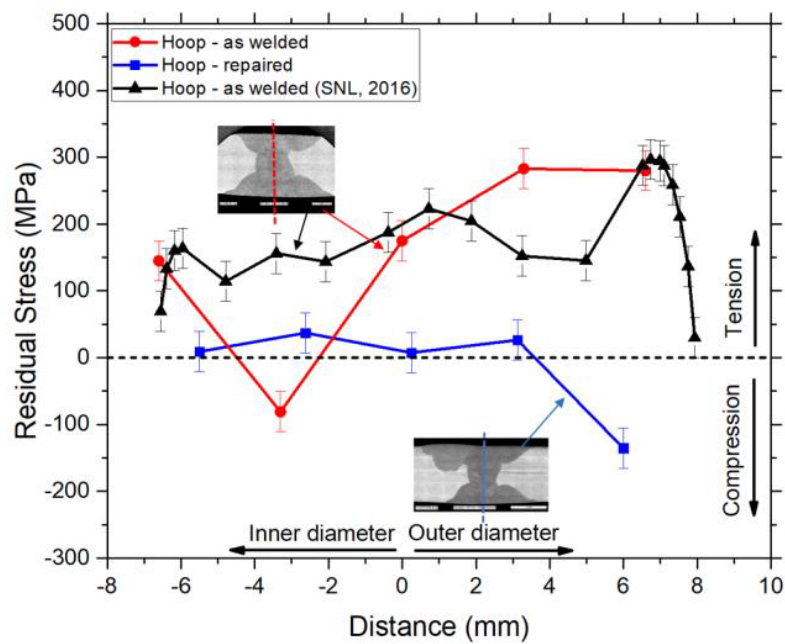 500
400
300
200
100
0
-100
-200
-300
Residual Stress (MPa)
Hoop - as welded
Hoop - repaired
Hoop - as welded (SNL, 2016)
Tension
Compression
Inner diameter
Outer diameter
-8 -6 -4 -2 0 2 4 6 8 10
Distance (mm)